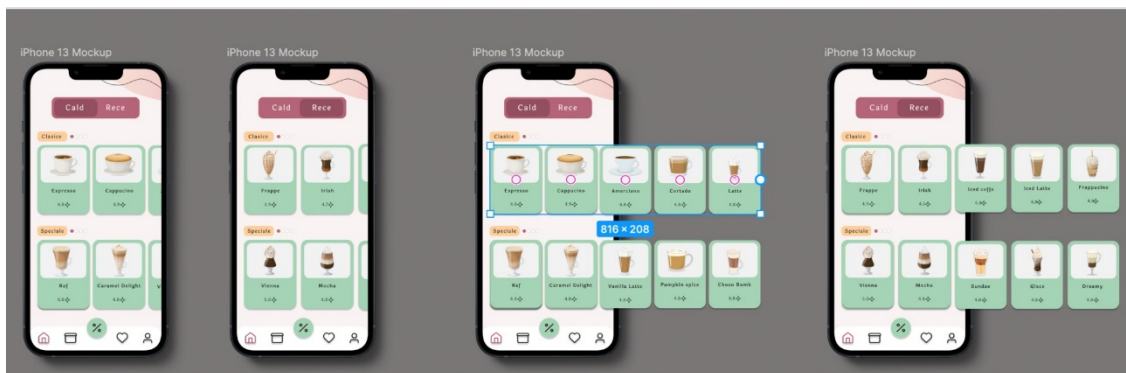 iPhone 13 Mockup iPhone 13 Mockup iPhone 13 Mockup iPhone 13 Mockup
Cald Rece Cald Rece Cald Rece Cald Rece
Clasice Clasice Clasice Clasice
Espresso Cappucino Frappe Irish Espresso Cappucino Americano Cortado Latte Frappe Irish Iced coffe Iced Latte Frappucino
Speciale Speciale 816 × 208 Speciale Speciale
Raf Caramel Delight V Vienna Mocha Raf Caramel Delight Vanilla Latte Pumpkin spice Choco Bomb Vienna Mocha Sundae Glace Dreamy